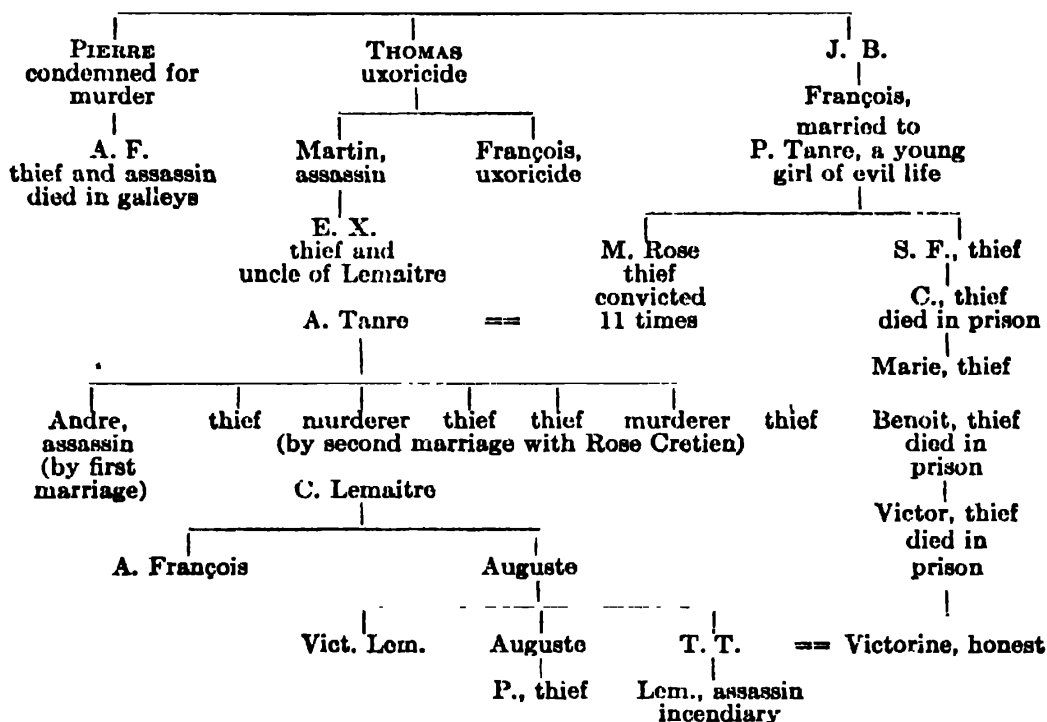 PIERRE
condemned for
murder
THOMAS
uxoricide
J. B.
François,
married to
P. Tanre, a young
girl of evil life
A. F.
thief and assassin
died in galleys
Martin,
assassin
François,
uxoricide
E. X.
thief and
uncle of Lemaitre
M. Rose
thief
convicted
11 times
S. F., thief
C., thief
died in prison
A. Tanre ==
Marie, thief
Andre,
assassin
(by first
marriage)
thief murderer thief thief murderer thief
(by second marriage with Rose Cretien)
Benoit, thief
died in
prison
C. Lemaitre
Victor, thief
died in
prison
A. François Auguste
Vict. Lem. Auguste T. T. == Victorine, honest
P., thief Lem., assassin
incendiary